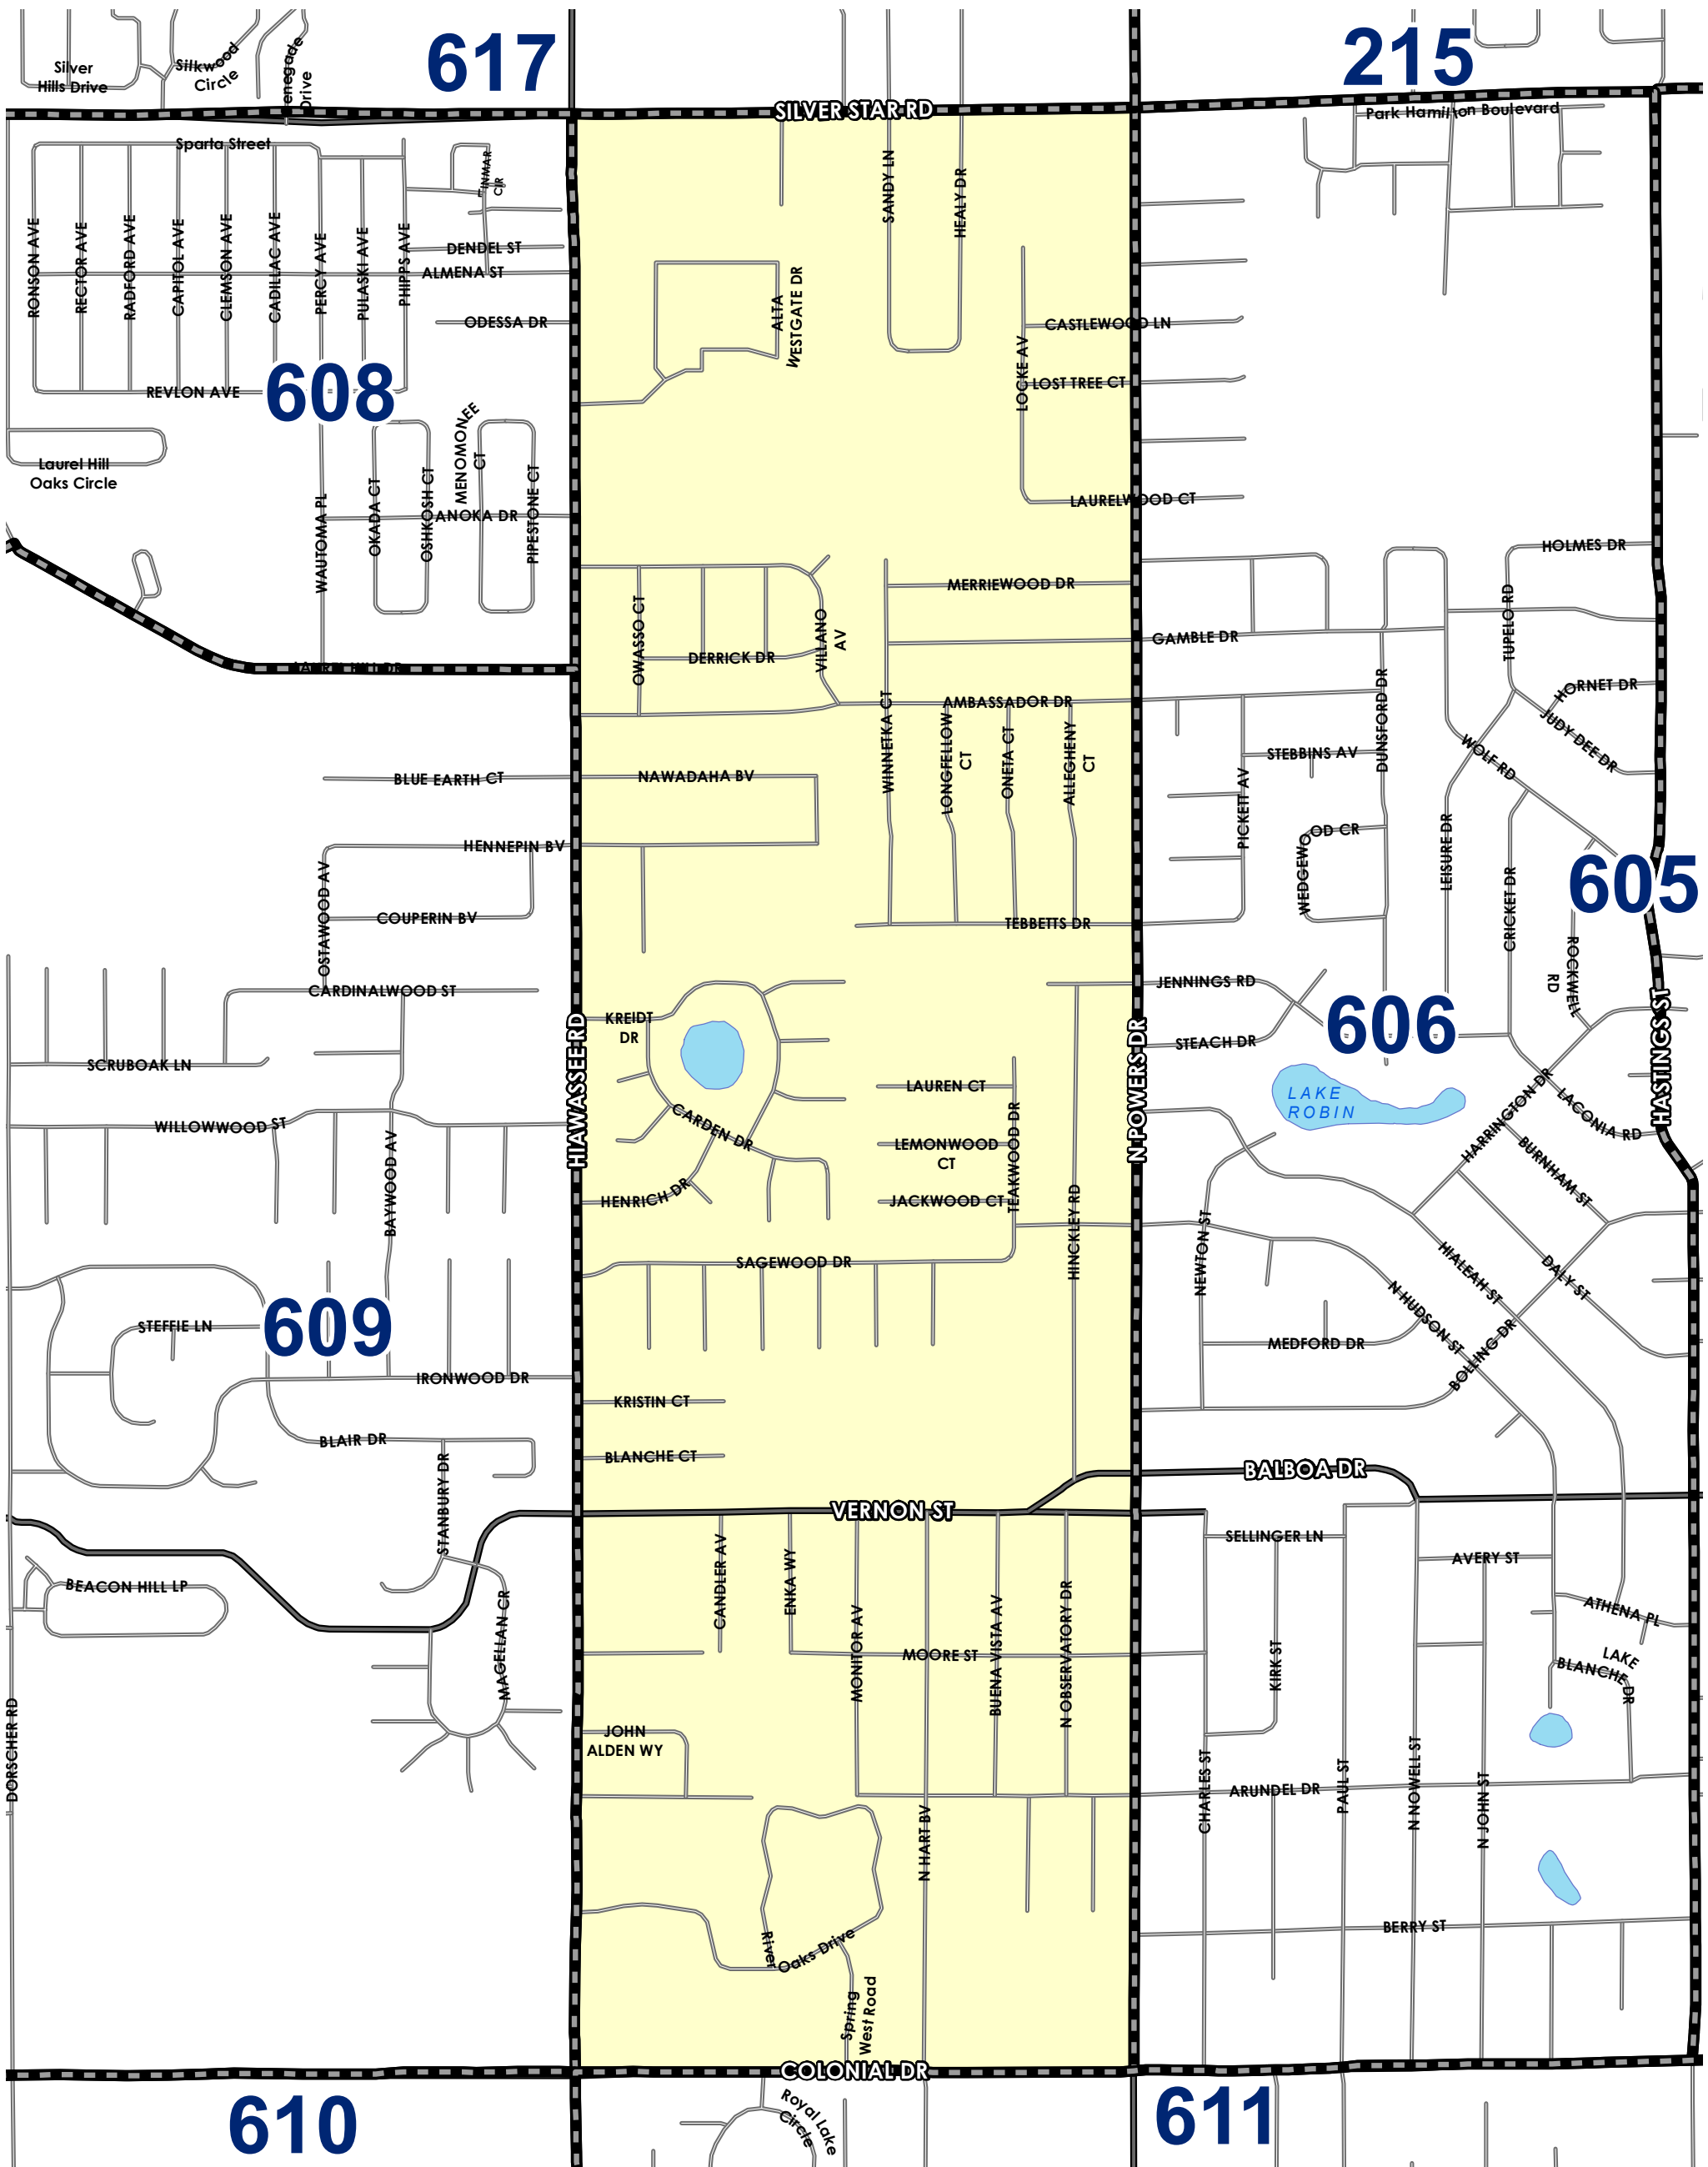 617
215
Silver
Hills Drive
Silkwood
Circle
Drive
SILVER STAR RD
Park Hamilton Boulevard
Sparta Street
CIR
SANDY LN
HEALY DR
RONSON AVE
RECTOR AVE
RADFORD AVE
CAPITOL AVE
CLEMSON AVE
CADILLAC AVE
PERCY AVE
PULASKI AVE
PHIPPS AVE
DENDEL ST
ALMENA ST
ODESSA DR
ALTA
WESTGATE DR
CASTLEWOOD LN
LOCKE AV
LOST TREE CT
REVLON AVE
608
MENOMONEE
CT
Laurel Hill
Oaks Circle
WAUTOMA PL
OKADA CT
OSHKOSH CT
ANOKA DR
PIPESTONE CT
LAURELWOOD CT
HOLMES DR
MERRIEWOOD DR
OWASSO CT
VILLANO
AV
GAMBLE DR
TUPELO RD
DERRICK DR
LAUREL HILL DR
HORNET DR
AMBASSADOR DR
WINNETKA CT
LONGFELLOW
CT
ONETA CT
ALLEGHENY
CT
DUNSFORD DR
JUDY DEE DR
WOLF RD
STEBBINS AV
BLUE EARTH CT
NAWADAHA BV
PICKETT AV
WEDGEWOOD CR
LEISURE DR
HENNEPIN BV
605
OSTAWOOD AV
COUPERIN BV
CRICKET DR
TEBBETTS DR
ROCKWELL
RD
JENNINGS RD
CARDINALWOOD ST
606
KREIDT
DR
HIAWASSEE RD
N POWERS DR
HASTINGS ST
STEACH DR
SCRUBOAK LN
LAUREN CT
LAKE
ROBIN
HARRINGTON DR
LACONIA RD
WILLOWWOOD ST
CARDEN DR
TEAKWOOD DR
LEMONWOOD
CT
BURNHAM ST
BAYWOOD AV
HENRICH DR
JACKWOOD CT
HINCKLEY RD
NEWTON ST
SAGEWOOD DR
HIALEAH ST
DALY ST
N HUDSON ST
609
STEFFIE LN
MEDFORD DR
BOLLING DR
IRONWOOD DR
KRISTIN CT
BLAIR DR
BLANCHE CT
BALBOA DR
STANBURY DR
VERNON ST
SELLINGER LN
AVERY ST
BEACON HILL LP
CANDLER AV
ENKA WY
MONITOR AV
BUENA VISTA AV
N OBSERVATORY DR
ATHENA PL
MAGELLAN CR
MOORE ST
KIRK ST
LAKE
BLANCHE DR
DORSCHER RD
JOHN
ALDEN WY
CHARLES ST
ARUNDEL DR
PAUL ST
N NOWELL ST
N JOHN ST
N HART BV
BERRY ST
River
Oaks Drive
Spring
West Road
COLONIAL DR
610
Royal Lake
Circle
611